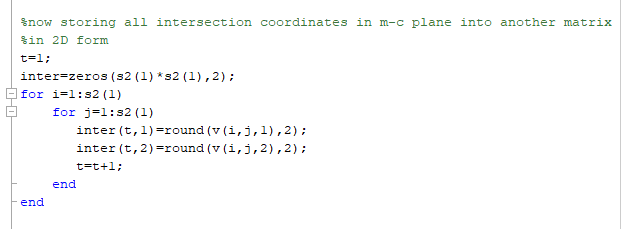 %now storing all intersection coordinates in m-c plane into another matrix
%in 2D form
t=1;
inter=zeros(s2(1)*s2(1),2);
for i=1:s2(1)
    for j=1:s2(1)
       inter(t,1)=round(v(i,j,1),2);
       inter(t,2)=round(v(i,j,2),2);
       t=t+1;
    end
end